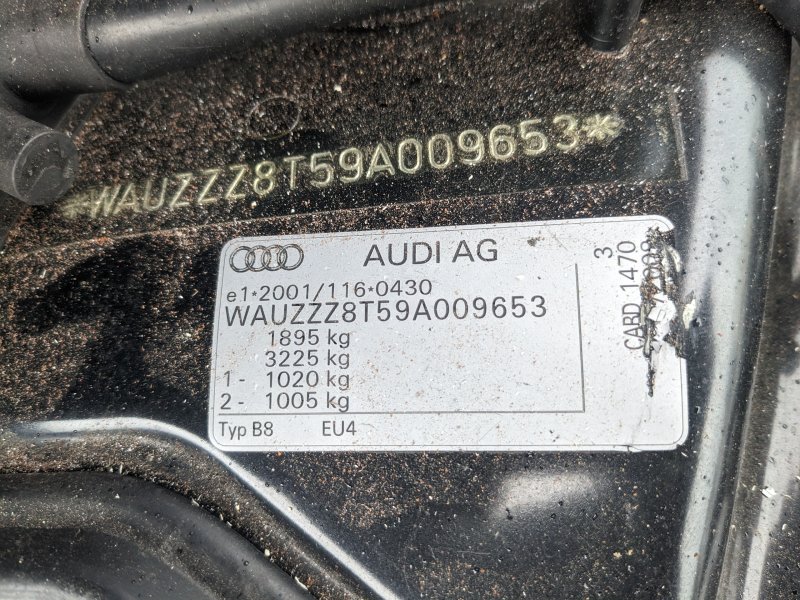 *WAUZZZ8T59A009653*
AUDI AG
e1*2001/116*0430
WAUZZZ8T59A009653
1895 kg
3225 kg
1- 1020 kg
2- 1005 kg
Typ B8 EU4
3
CABD 1470